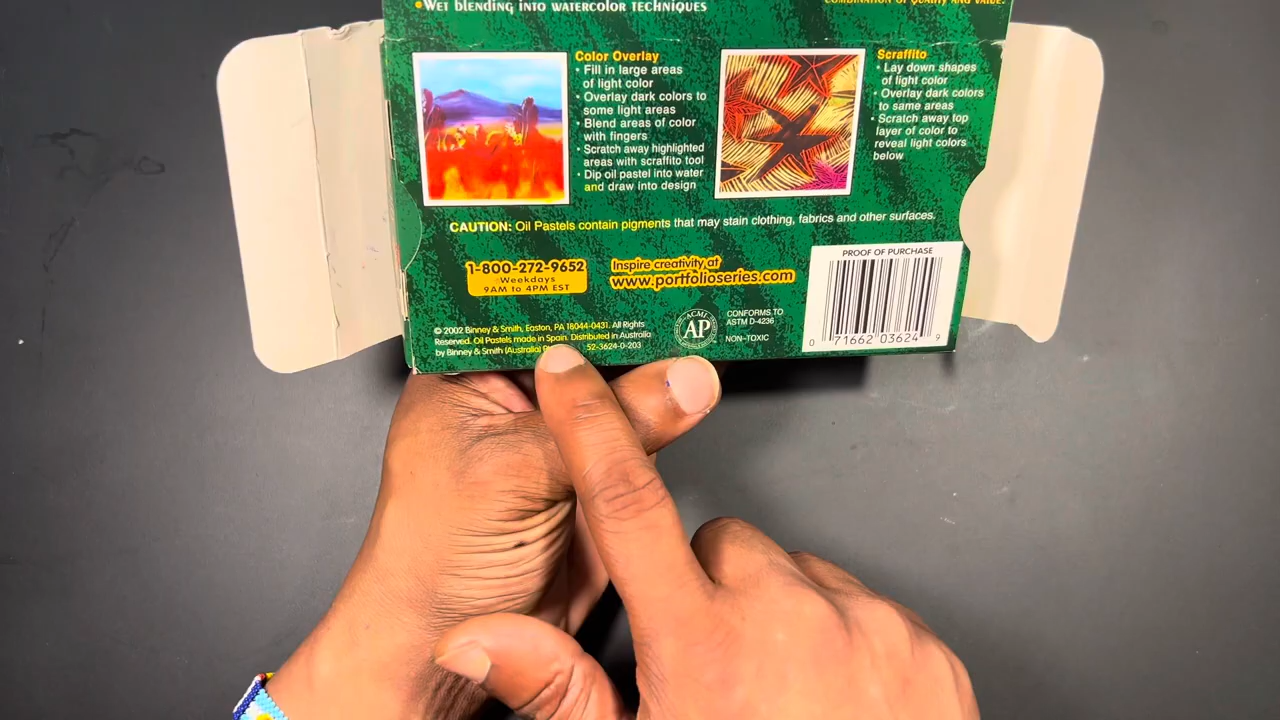 •Wet blending into watercolor techniques
combination of quality and value.
Color Overlay
• Fill in large areas
of light color
• Overlay dark colors to
some light areas
• Blend areas of color
with fingers
• Scratch away highlighted
areas with scraffito tool
• Dip oil pastel into water
and draw into design
Scraffito
• Lay down shapes
of light color
• Overlay dark colors
to same areas
• Scratch away top
layer of color to
reveal light colors
below
CAUTION: Oil Pastels contain pigments that may stain clothing, fabrics and other surfaces.
1-800-272-9652
Weekdays
9AM to 4PM EST
Inspire creativity at
www.portfolioseries.com
© 2002 Binney & Smith, Easton, PA 18044-0431. All Rights
Reserved. Oil Pastels made in Spain. Distributed in Australia
by Binney & Smith (Australia) 52-3624-0-203
ACMI
AP
CONFORMS TO
ASTM D-4236
NON-TOXIC
PROOF OF PURCHASE
0 71662 03624 9